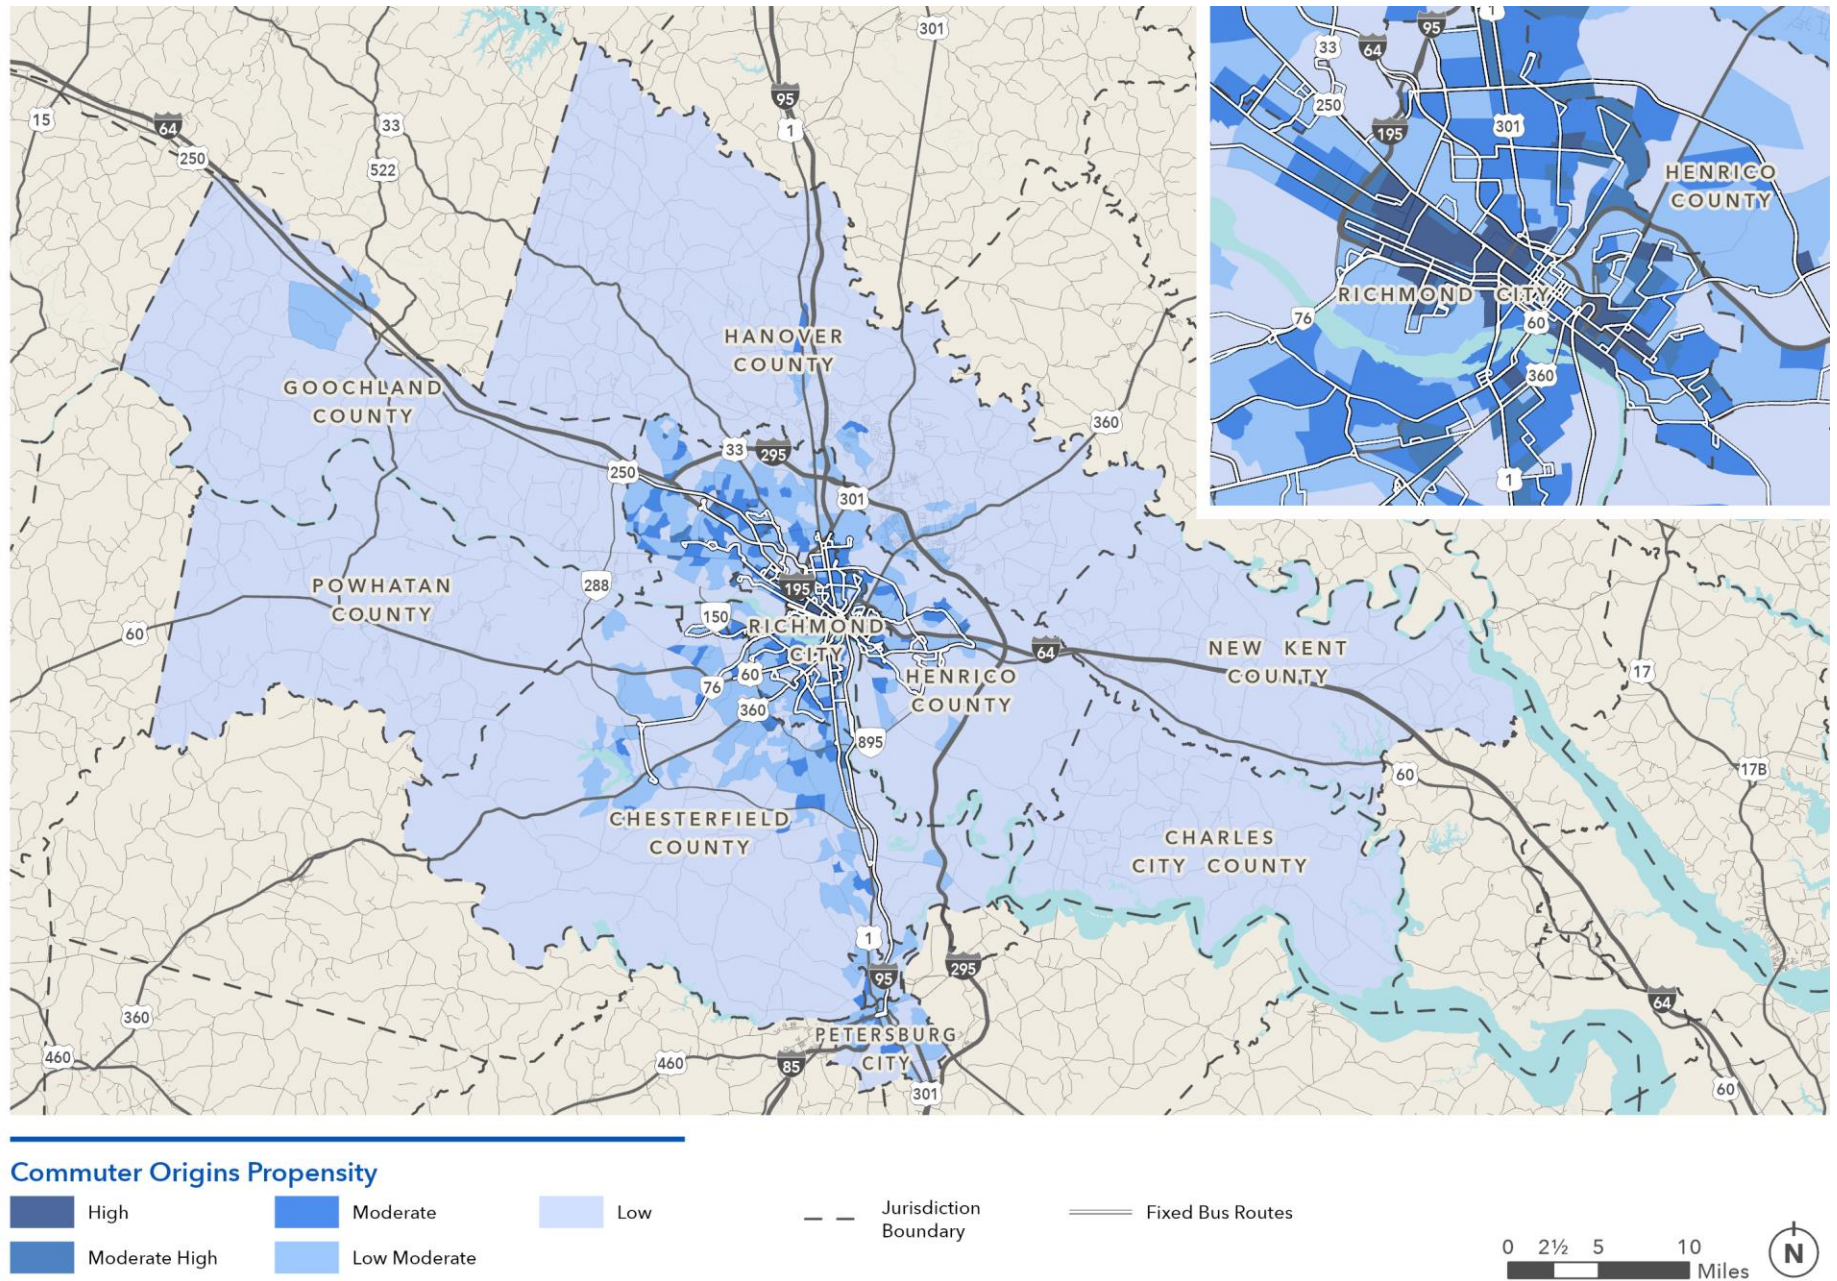 301
1
95
33
64
301
250
195
HENRICO
COUNTY
RICHMOND CITY
76
60
360
1
95
1
15
64
33
250
522
HANOVER
COUNTY
GOOCHLAND
COUNTY
360
33
295
250
301
POWHATAN
COUNTY
288
195
60
150
RICHMOND
CITY
64
NEW KENT
COUNTY
17
HENRICO
COUNTY
60
76
360
895
17B
60
CHESTERFIELD
COUNTY
CHARLES
CITY COUNTY
1
95
295
64
360
PETERSBURG
CITY
460
460
85
301
60
Commuter Origins Propensity
High
Moderate
Low
Jurisdiction
Boundary
Fixed Bus Routes
Moderate High
Low Moderate
0 2½ 5 10
Miles
N